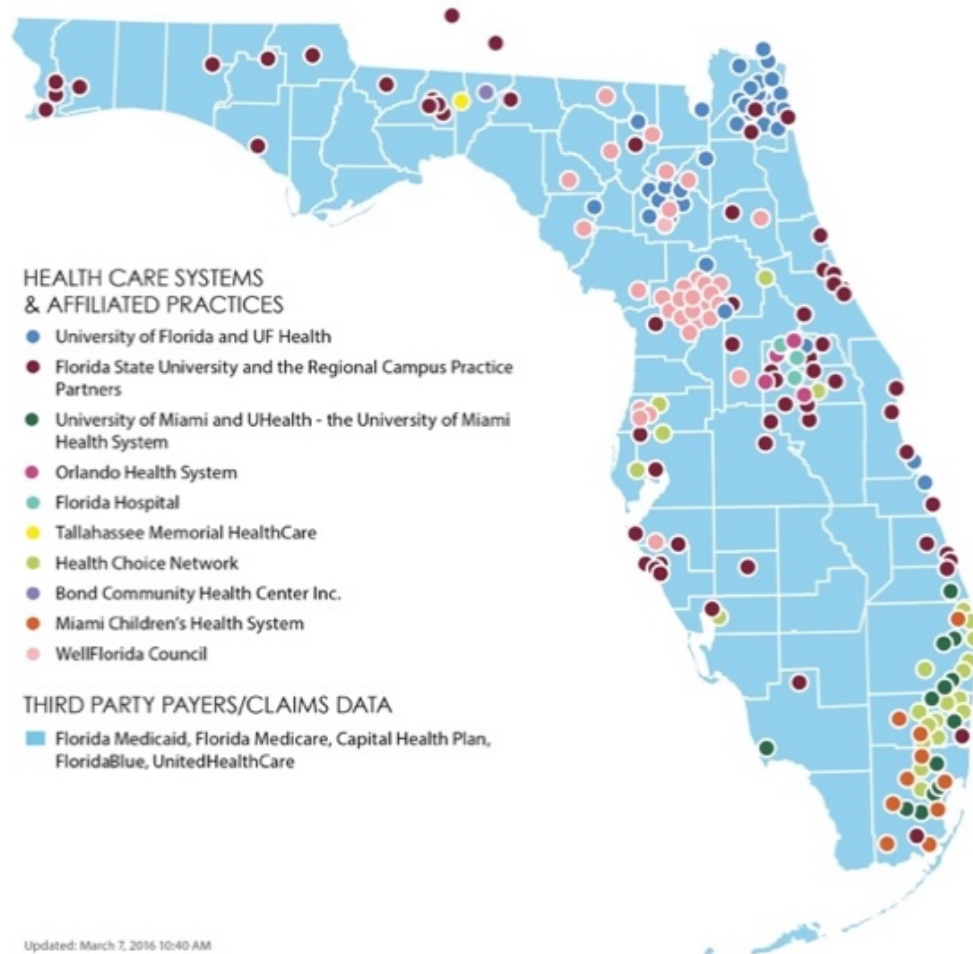 HEALTH CARE SYSTEMS
& AFFILIATED PRACTICES
University of Florida and UF Health
Florida State University and the Regional Campus Practice
Partners
University of Miami and UHealth - the University of Miami
Health System
Orlando Health System
Florida Hospital
Tallahassee Memorial HealthCare
Health Choice Network
Bond Community Health Center Inc.
Miami Children's Health System
WellFlorida Council
THIRD PARTY PAYERS/CLAIMS DATA
Florida Medicaid, Florida Medicare, Capital Health Plan,
FloridaBlue, UnitedHealthCare
Updated: March 7, 2016 10:40 AM